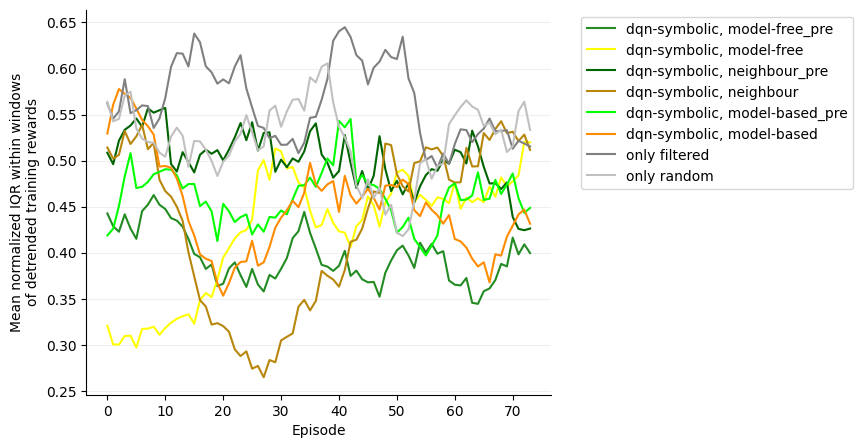 Mean normalized IQR within windows
of detrended training rewards
0.65
0.60
0.55
0.50
0.45
0.40
0.35
0.30
0.25
0 10 20 30 40 50 60 70
Episode
dqn-symbolic, model-free_pre
dqn-symbolic, model-free
dqn-symbolic, neighbour_pre
dqn-symbolic, neighbour
dqn-symbolic, model-based_pre
dqn-symbolic, model-based
only filtered
only random